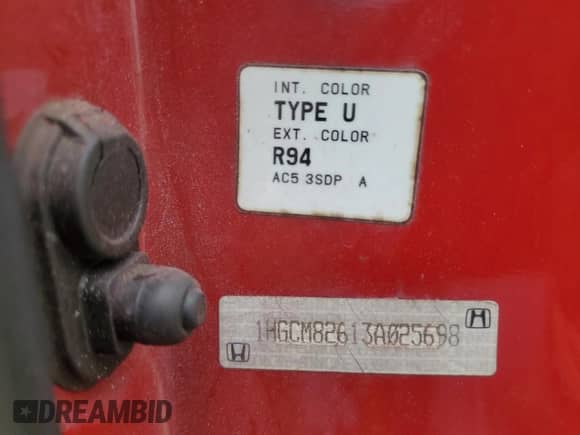 INT. COLOR
TYPE U
EXT. COLOR
R94
AC5 3SDP A
1HGCM82613A025698
DREAMBID